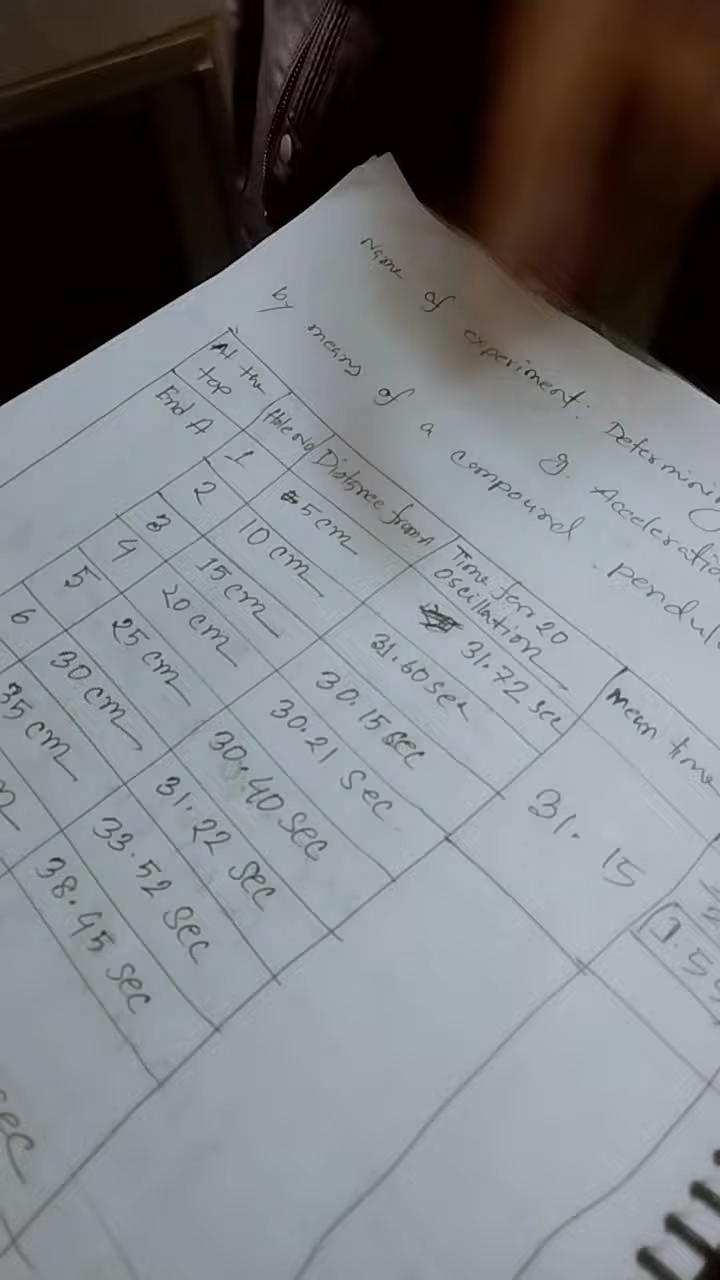 Name of experiment: Determini
g. Acceleratio
by means of a compound pendul
At the top
Hole no
Distance from A
Time for 20 Oscillation
Mean time
End A
1
5 cm
31.72 sec
31.15
2
10 cm
31.60 sec
3
15 cm
30.15 sec
4
20 cm
30.21 sec
5
25 cm
30.40 sec
6
30 cm
31.22 sec
35 cm
33.52 sec
38.45 sec